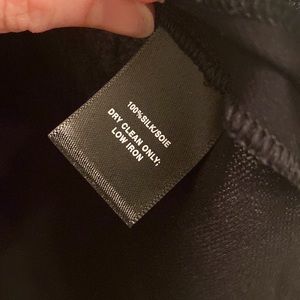 100%SILK/SOIE
DRY CLEAN ONLY;
LOW IRON